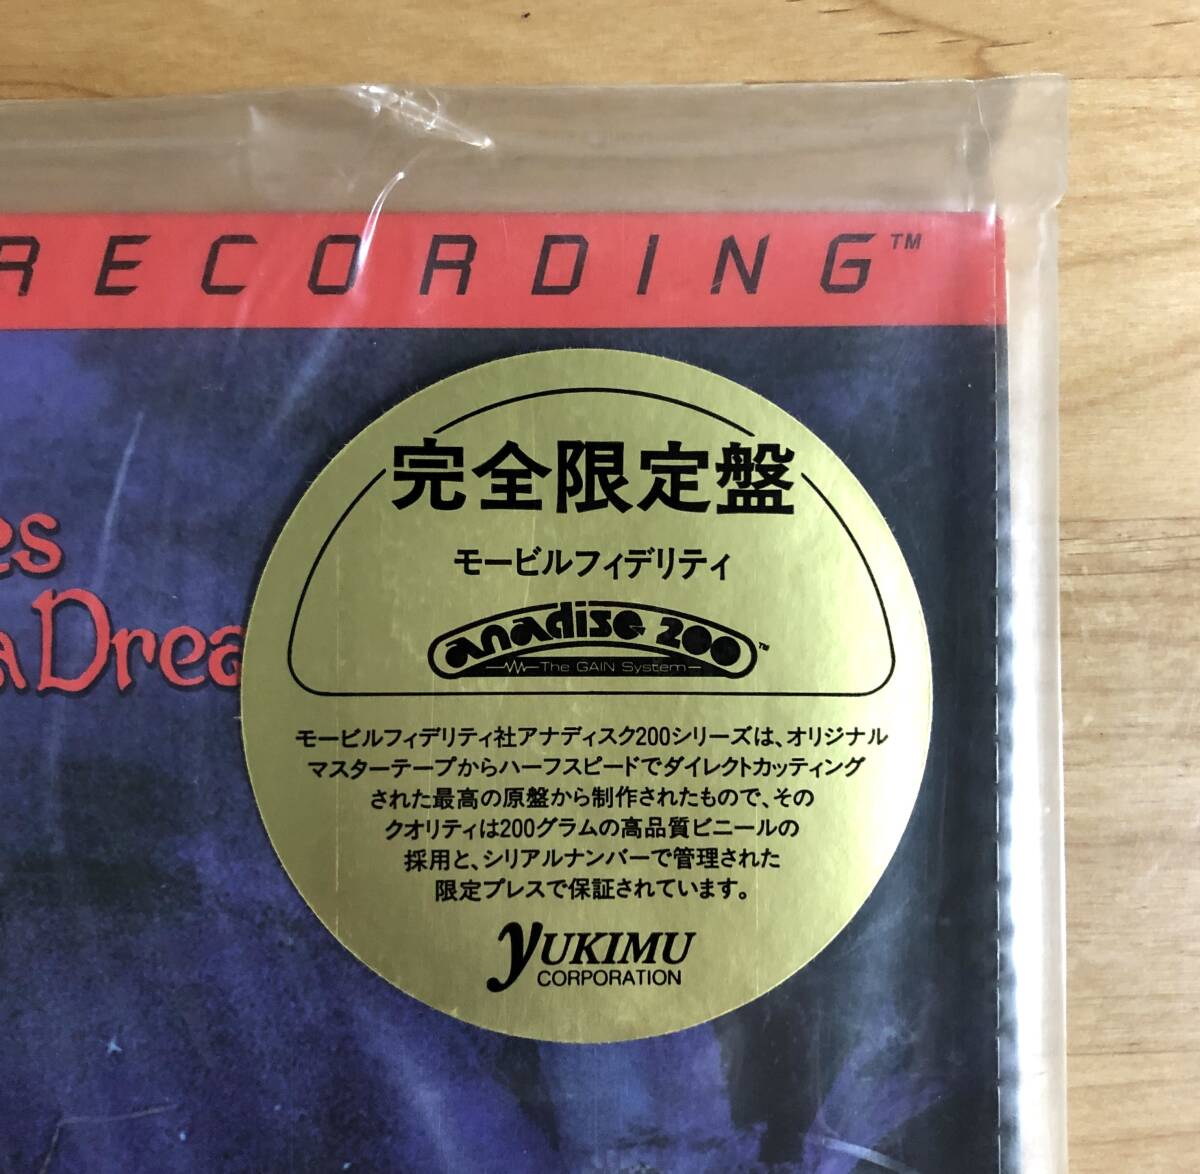 RECORDING™
完全限定盤
モービルフィデリティ
anadisc 200™
The GAIN System
モービルフィデリティ社アナディスク200シリーズは、オリジナル
マスターテープからハーフスピードでダイレクトカッティング
された最高の原盤から制作されたもので、その
クオリティは200グラムの高品質ビニールの
採用と、シリアルナンバーで管理された
限定プレスで保証されています。
YUKIMU
CORPORATION
es
a Drea